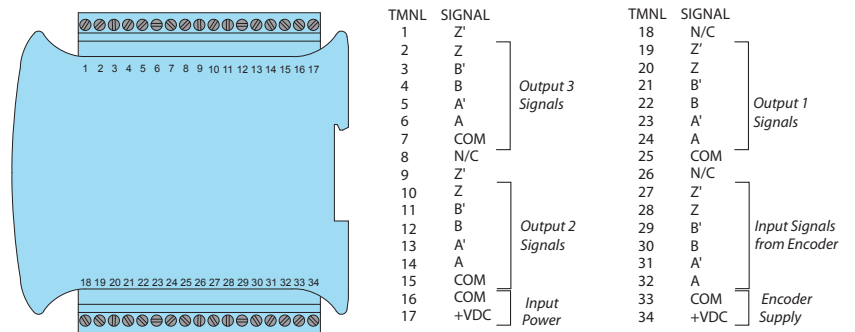 1 2 3 4 5 6 7 8 9 10 11 12 13 14 15 16 17
18 19 20 21 22 23 24 25 26 27 28 29 30 31 32 33 34
TMNL SIGNAL
1 Z'
2 Z
3 B'
4 B
5 A'
6 A
7 COM
8 N/C
9 Z'
10 Z
11 B'
12 B
13 A'
14 A
15 COM
16 COM
17 +VDC
Output 3
Signals
Output 2
Signals
Input
Power
TMNL SIGNAL
18 N/C
19 Z'
20 Z
21 B'
22 B
23 A'
24 A
25 COM
26 N/C
27 Z'
28 Z
29 B'
30 B
31 A'
32 A
33 COM
34 +VDC
Output 1
Signals
Input Signals
from Encoder
Encoder
Supply